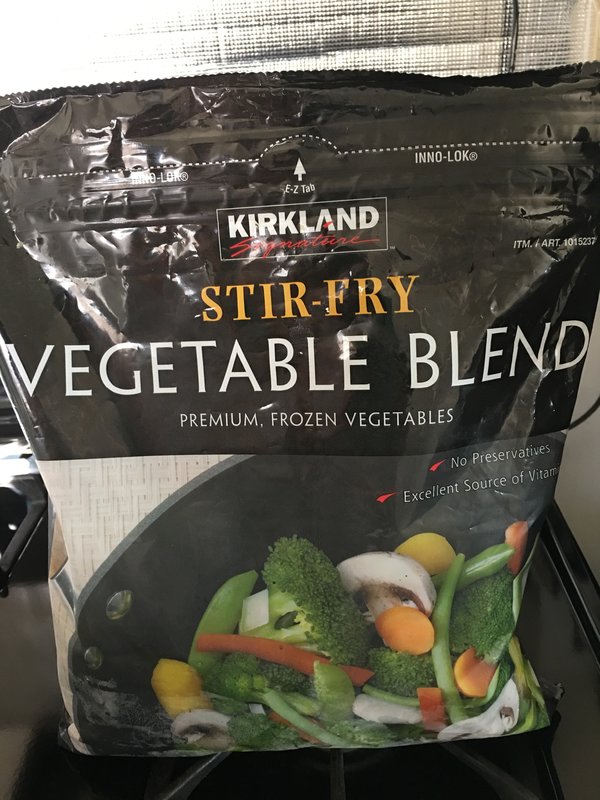 INNO-LOK®
INNO-LOK®
E-Z Tab
KIRKLAND
Signature
ITM. / ART. 1015237
STIR-FRY
VEGETABLE BLEND
PREMIUM, FROZEN VEGETABLES
No Preservatives
Excellent Source of Vitam